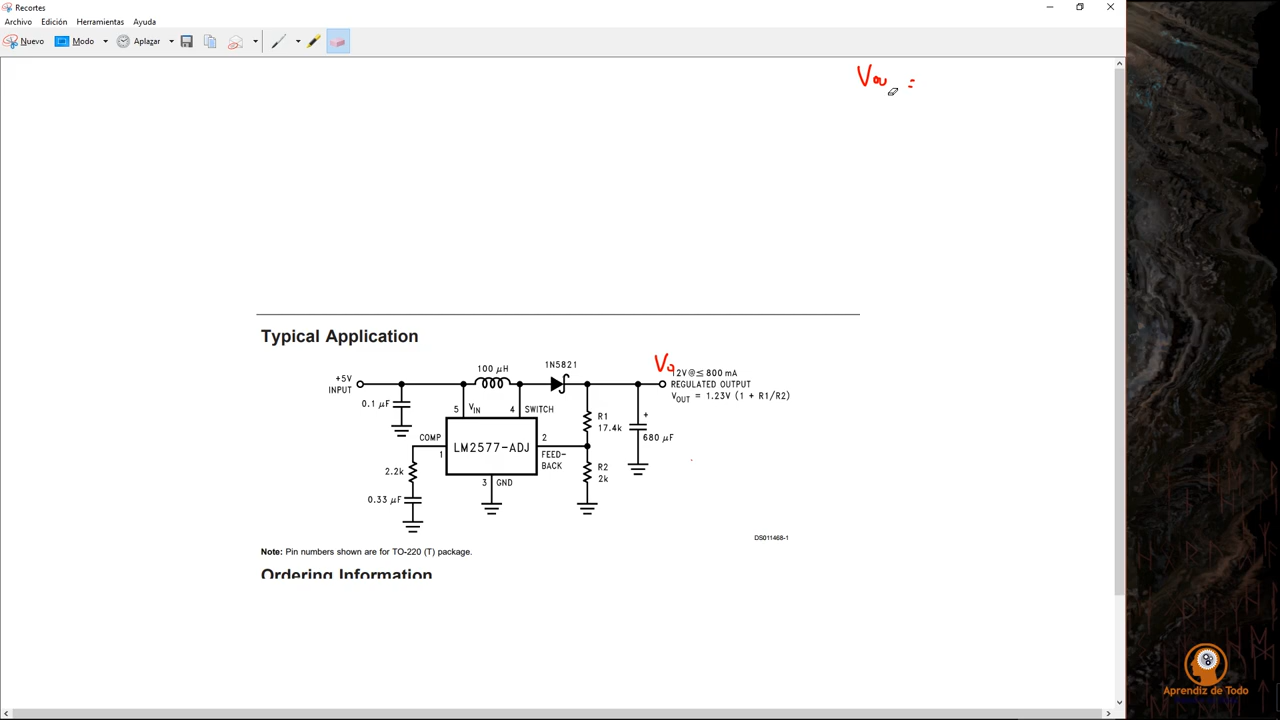 Recortes
Archivo Edición Herramientas Ayuda
Nuevo Modo Aplazar
Vou =
Typical Application
+5V
INPUT
0.1 µF
100 µH
1N5821
Vo
12V@≤ 800 mA
REGULATED OUTPUT
VOUT = 1.23V (1 + R1/R2)
5 VIN
4 SWITCH
COMP
1
LM2577-ADJ
2
FEED-
BACK
3 GND
R1
17.4k
+
680 µF
R2
2k
2.2k
0.33 µF
DS011468-1
Note: Pin numbers shown are for TO-220 (T) package.
Ordering Information
Aprendiz de Todo